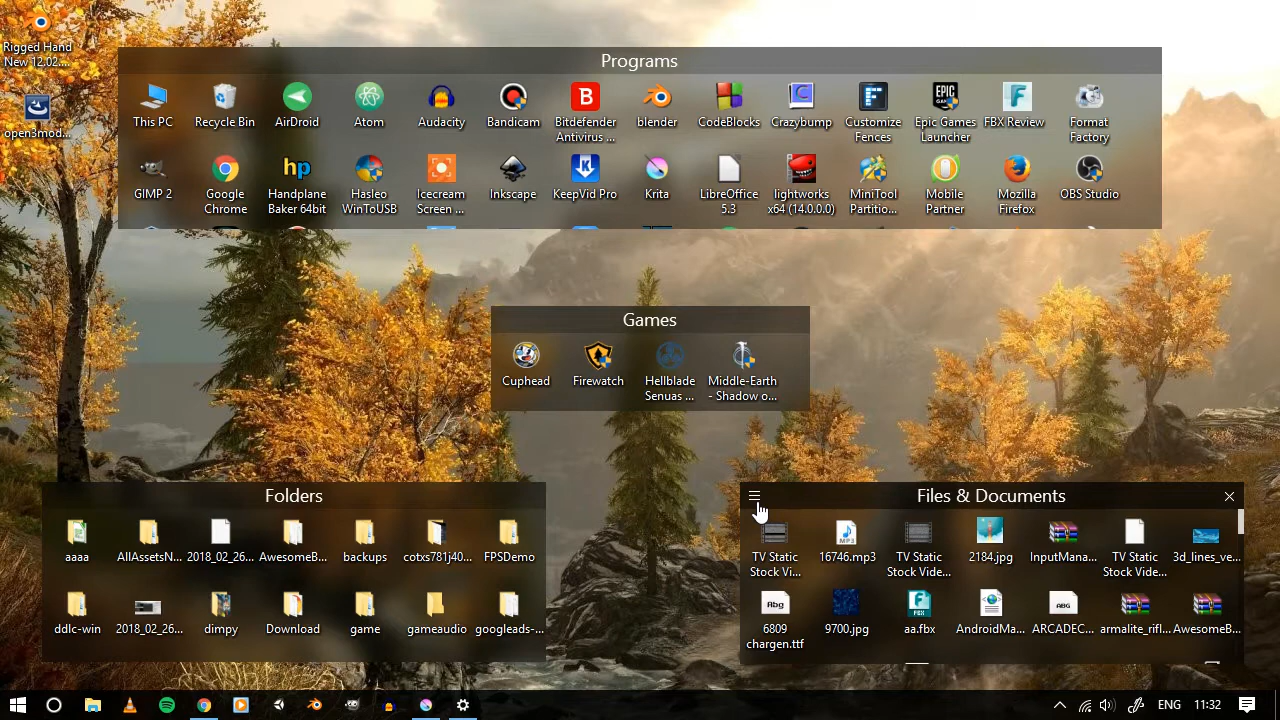 Rigged Hand
New 12.02....
open3mod...
Programs
This PC
Recycle Bin
AirDroid
Atom
Audacity
Bandicam
Bitdefender
Antivirus ...
blender
CodeBlocks
Crazybump
Customize
Fences
Epic Games
Launcher
FBX Review
Format
Factory
GIMP 2
Google
Chrome
hp
Handplane
Baker 64bit
Hasleo
WinToUSB
Icecream
Screen ...
Inkscape
KeepVid Pro
Krita
LibreOffice
5.3
lightworks
x64 (14.0.0.0)
MiniTool
Partitio...
Mobile
Partner
Mozilla
Firefox
OBS Studio
Games
Cuphead
Firewatch
Hellblade
Senuas ...
Middle-Earth
- Shadow o...
Folders
aaaa
AllAssetsN...
2018_02_26...
AwesomeB...
backups
cotxs781j40...
FPSDemo
ddlc-win
2018_02_26...
dimpy
Download
game
gameaudio
googleads-...
Files & Documents
TV Static
Stock Vi...
16746.mp3
TV Static
Stock Vide...
2184.jpg
InputMana...
TV Static
Stock Vide...
3d_lines_ve...
Abg
6809
chargen.ttf
9700.jpg
FBX
aa.fbx
AndroidMa...
ABG
ARCADEC...
armalite_rifl...
AwesomeB...
ENG
11:32